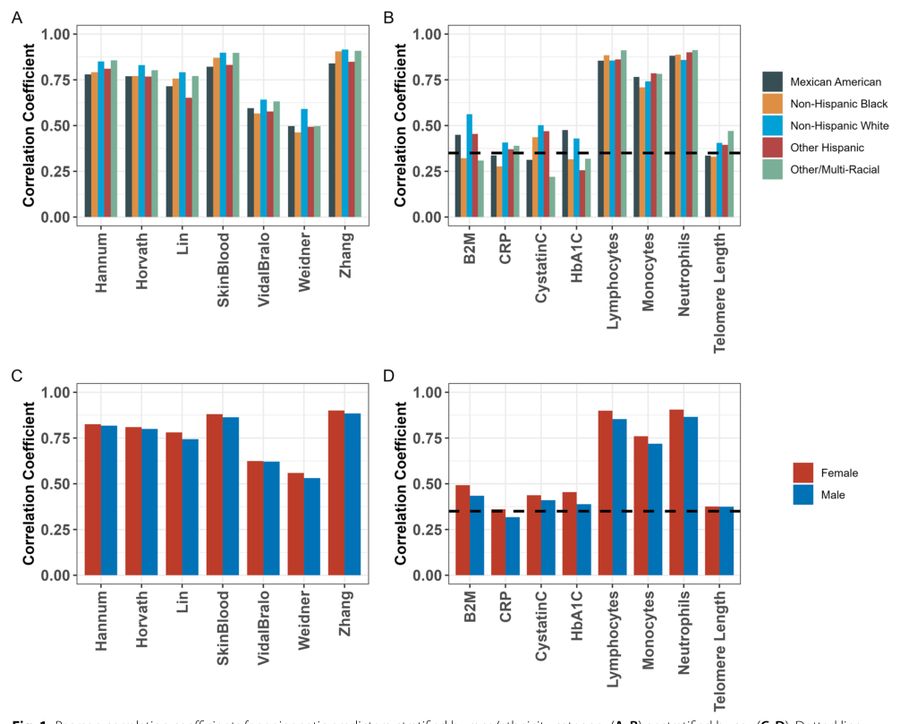 A
B
Correlation Coefficient
1.00
0.75
0.50
0.25
0.00
Hannum
Horvath
Lin
SkinBlood
VidalBralo
Weidner
Zhang
Correlation Coefficient
1.00
0.75
0.50
0.25
0.00
B2M
CRP
CystatinC
HbA1C
Lymphocytes
Monocytes
Neutrophils
Telomere Length
Mexican American
Non-Hispanic Black
Non-Hispanic White
Other Hispanic
Other/Multi-Racial
C
D
Correlation Coefficient
1.00
0.75
0.50
0.25
0.00
Hannum
Horvath
Lin
SkinBlood
VidalBralo
Weidner
Zhang
Correlation Coefficient
1.00
0.75
0.50
0.25
0.00
B2M
CRP
CystatinC
HbA1C
Lymphocytes
Monocytes
Neutrophils
Telomere Length
Female
Male